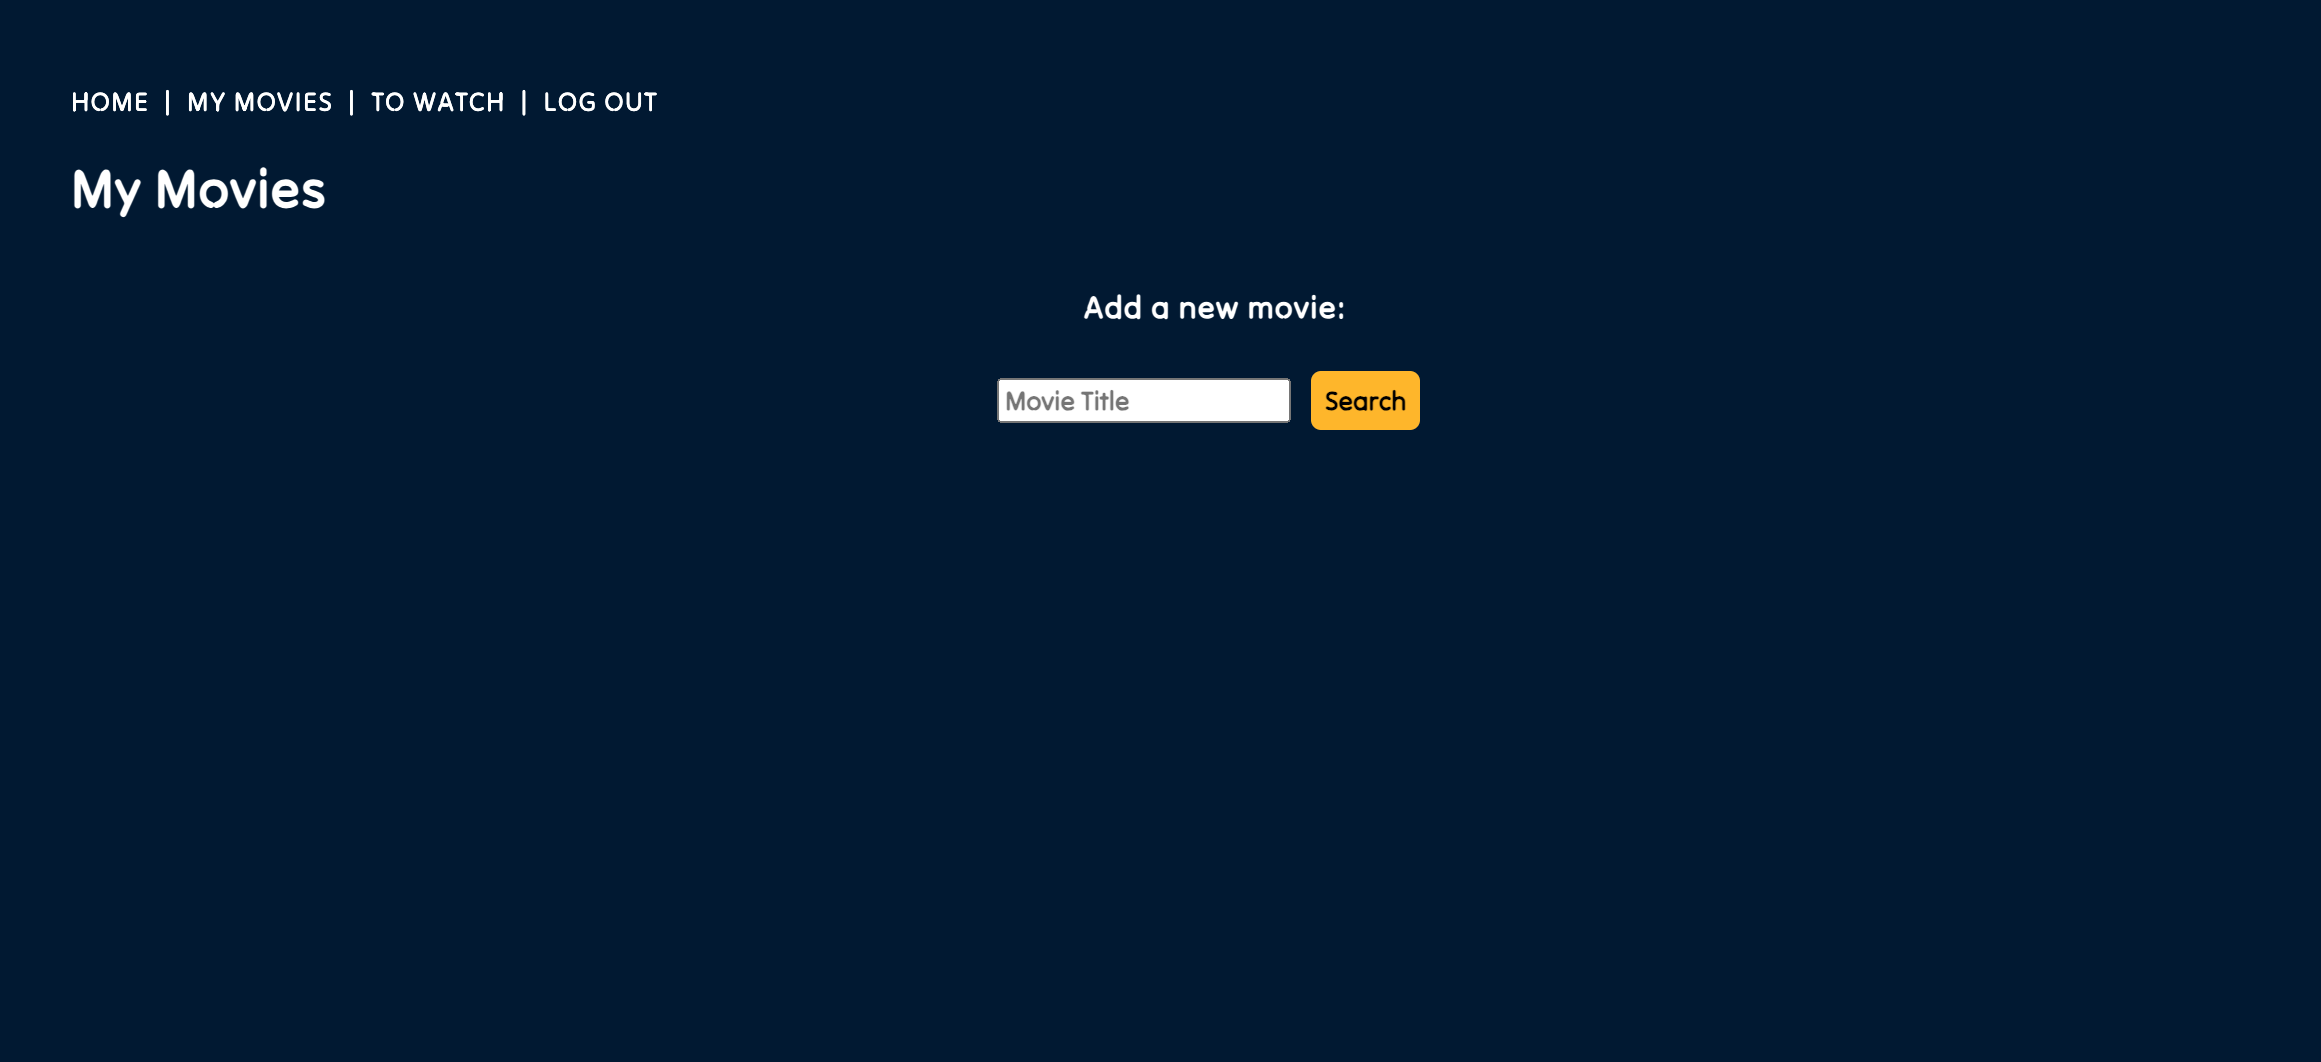 HOME | MY MOVIES | TO WATCH | LOG OUT
My Movies
Add a new movie:
Movie Title Search